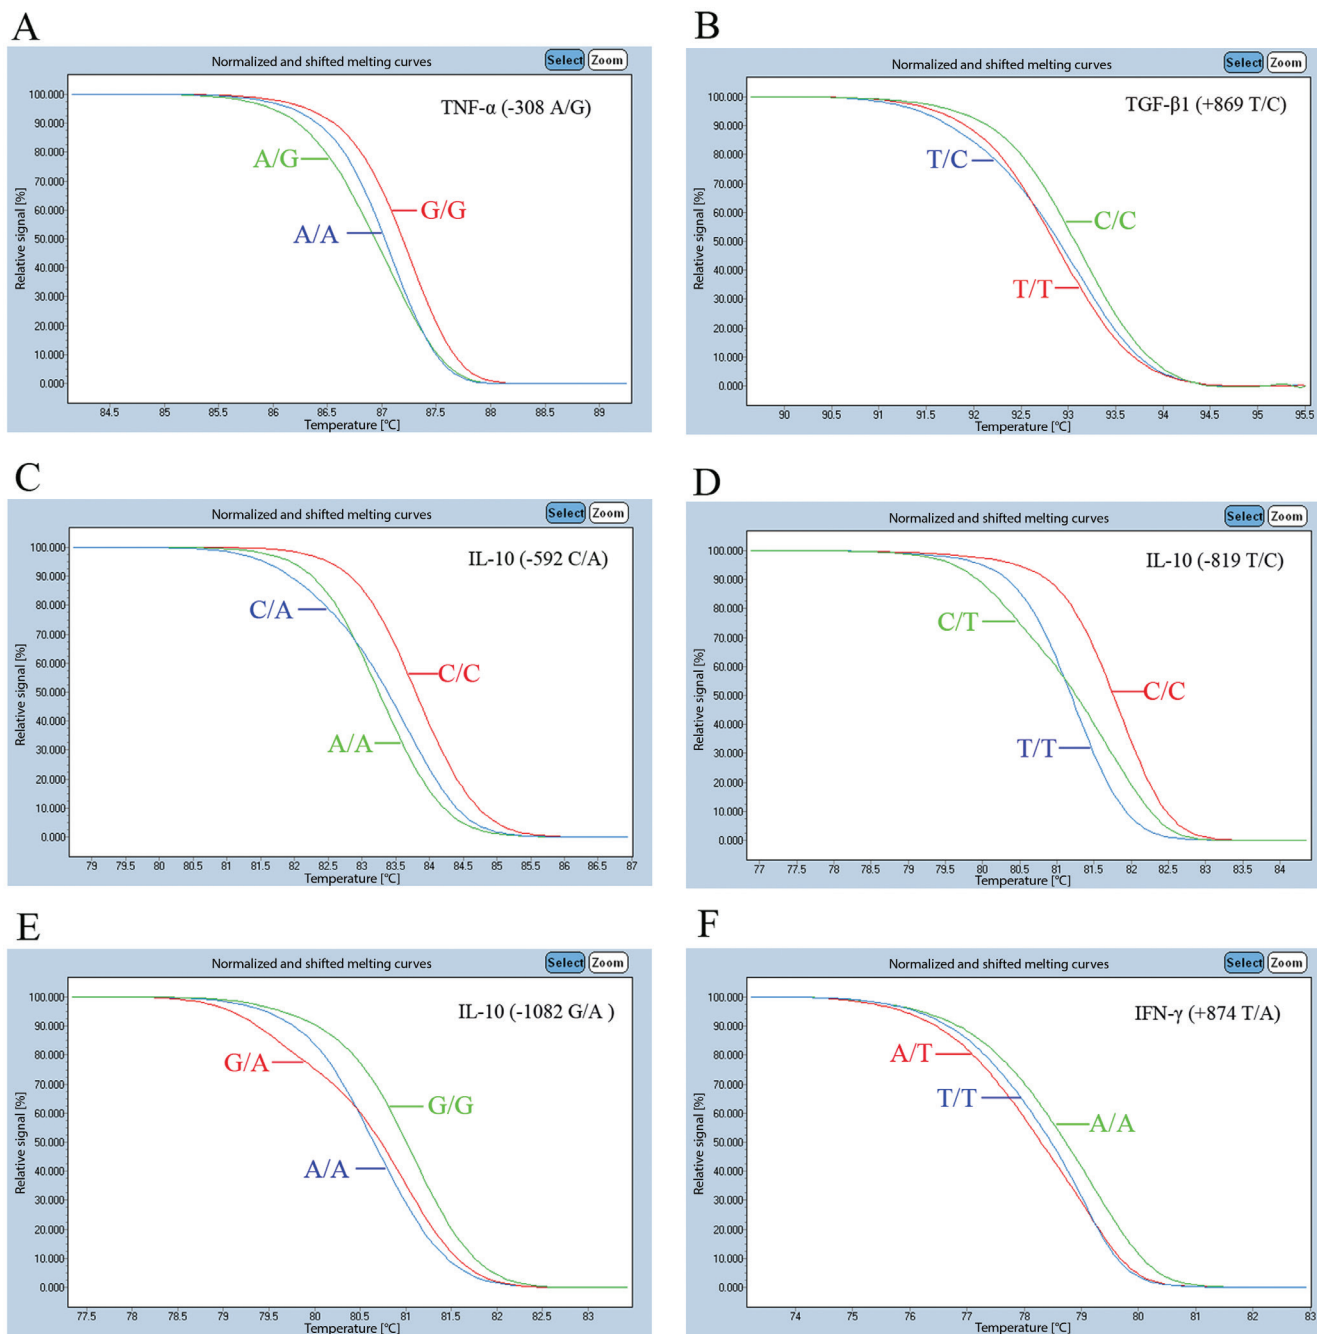 A
Normalized and shifted melting curves
Select Zoom
TNF-α (-308 A/G)
A/G
G/G
A/A
Relative signal [%]
100.000
90.000
80.000
70.000
60.000
50.000
40.000
30.000
20.000
10.000
0.000
84.5 85 85.5 86 86.5 87 87.5 88 88.5 89
Temperature [°C]
B
Normalized and shifted melting curves
Select Zoom
TGF-β1 (+869 T/C)
T/C
C/C
T/T
Relative signal [%]
100.000
90.000
80.000
70.000
60.000
50.000
40.000
30.000
20.000
10.000
0.000
90 90.5 91 91.5 92 92.5 93 93.5 94 94.5 95 95.5
Temperature [°C]
C
Normalized and shifted melting curves
Select Zoom
IL-10 (-592 C/A)
C/A
C/C
A/A
Relative signal [%]
100.000
90.000
80.000
70.000
60.000
50.000
40.000
30.000
20.000
10.000
0.000
79 79.5 80 80.5 81 81.5 82 82.5 83 83.5 84 84.5 85 85.5 86 86.5 87
Temperature [°C]
D
Normalized and shifted melting curves
Select Zoom
IL-10 (-819 T/C)
C/T
C/C
T/T
Relative signal [%]
100.000
90.000
80.000
70.000
60.000
50.000
40.000
30.000
20.000
10.000
0.000
77 77.5 78 78.5 79 79.5 80 80.5 81 81.5 82 82.5 83 83.5 84
Temperature [°C]
E
Normalized and shifted melting curves
Select Zoom
IL-10 (-1082 G/A )
G/A
G/G
A/A
Relative signal [%]
100.000
90.000
80.000
70.000
60.000
50.000
40.000
30.000
20.000
10.000
0.000
77.5 78 78.5 79 79.5 80 80.5 81 81.5 82 82.5 83
Temperature [°C]
F
Normalized and shifted melting curves
Select Zoom
IFN-γ (+874 T/A)
A/T
T/T
A/A
Relative signal [%]
100.000
90.000
80.000
70.000
60.000
50.000
40.000
30.000
20.000
10.000
0.000
74 75 76 77 78 79 80 81 82 83
Temperature [°C]